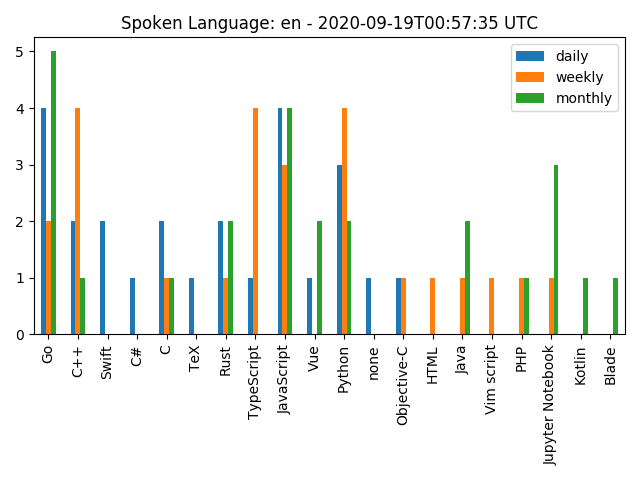 Spoken Language: en - 2020-09-19T00:57:35 UTC
daily
weekly
monthly
5
4
3
2
1
0
Go
C++
Swift
C#
C
TeX
Rust
TypeScript
JavaScript
Vue
Python
none
Objective-C
HTML
Java
Vim script
PHP
Jupyter Notebook
Kotlin
Blade